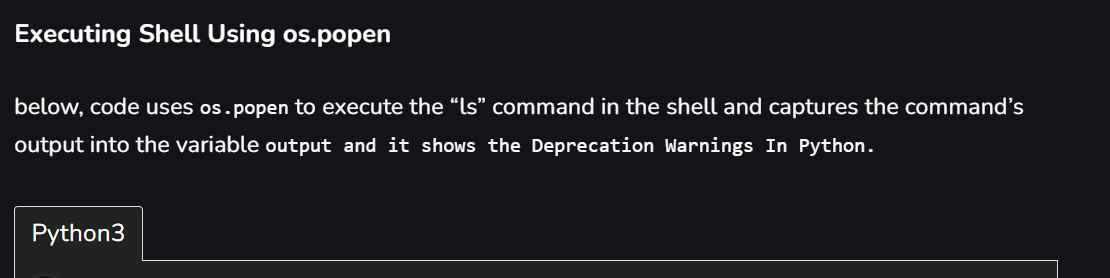 Executing Shell Using os.popen
below, code uses os.popen to execute the “ls” command in the shell and captures the command’s
output into the variable output and it shows the Deprecation Warnings In Python.
Python3